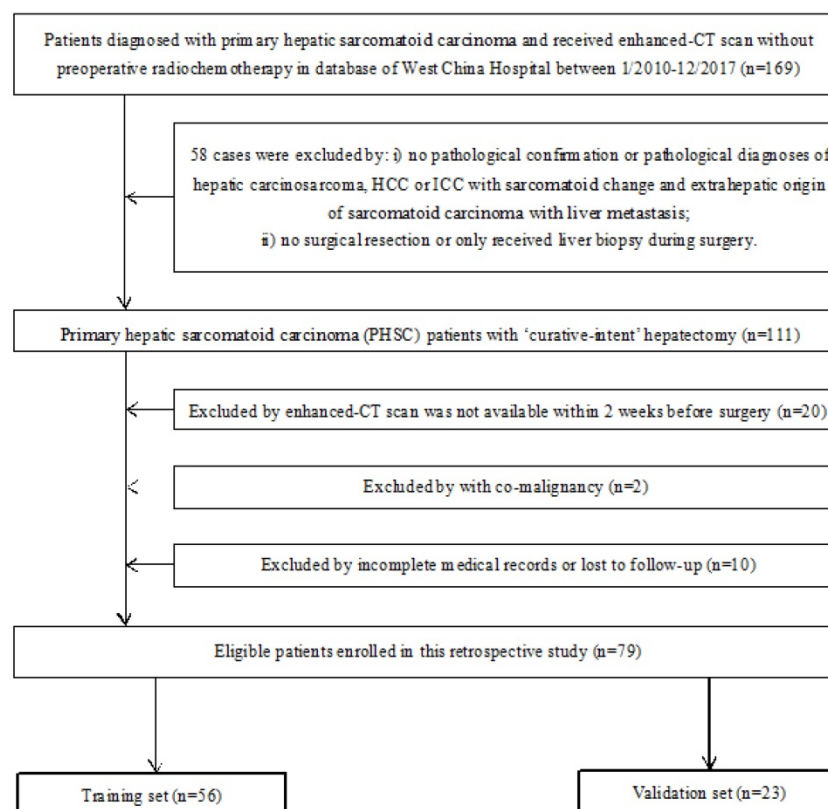 Patients diagnosed with primary hepatic sarcomatoid carcinoma and received enhanced-CT scan without
preoperative radiochemotherapy in database of West China Hospital between 1/2010-12/2017 (n=169)
58 cases were excluded by: i) no pathological confirmation or pathological diagnoses of
hepatic carcinosarcoma, HCC or ICC with sarcomatoid change and extrahepatic origin
of sarcomatoid carcinoma with liver metastasis;
ii) no surgical resection or only received liver biopsy during surgery.
Primary hepatic sarcomatoid carcinoma (PHSC) patients with ‘curative-intent’ hepatectomy (n=111)
Excluded by enhanced-CT scan was not available within 2 weeks before surgery (n=20)
Excluded by with co-malignancy (n=2)
Excluded by incomplete medical records or lost to follow-up (n=10)
Eligible patients enrolled in this retrospective study (n=79)
Training set (n=56)
Validation set (n=23)